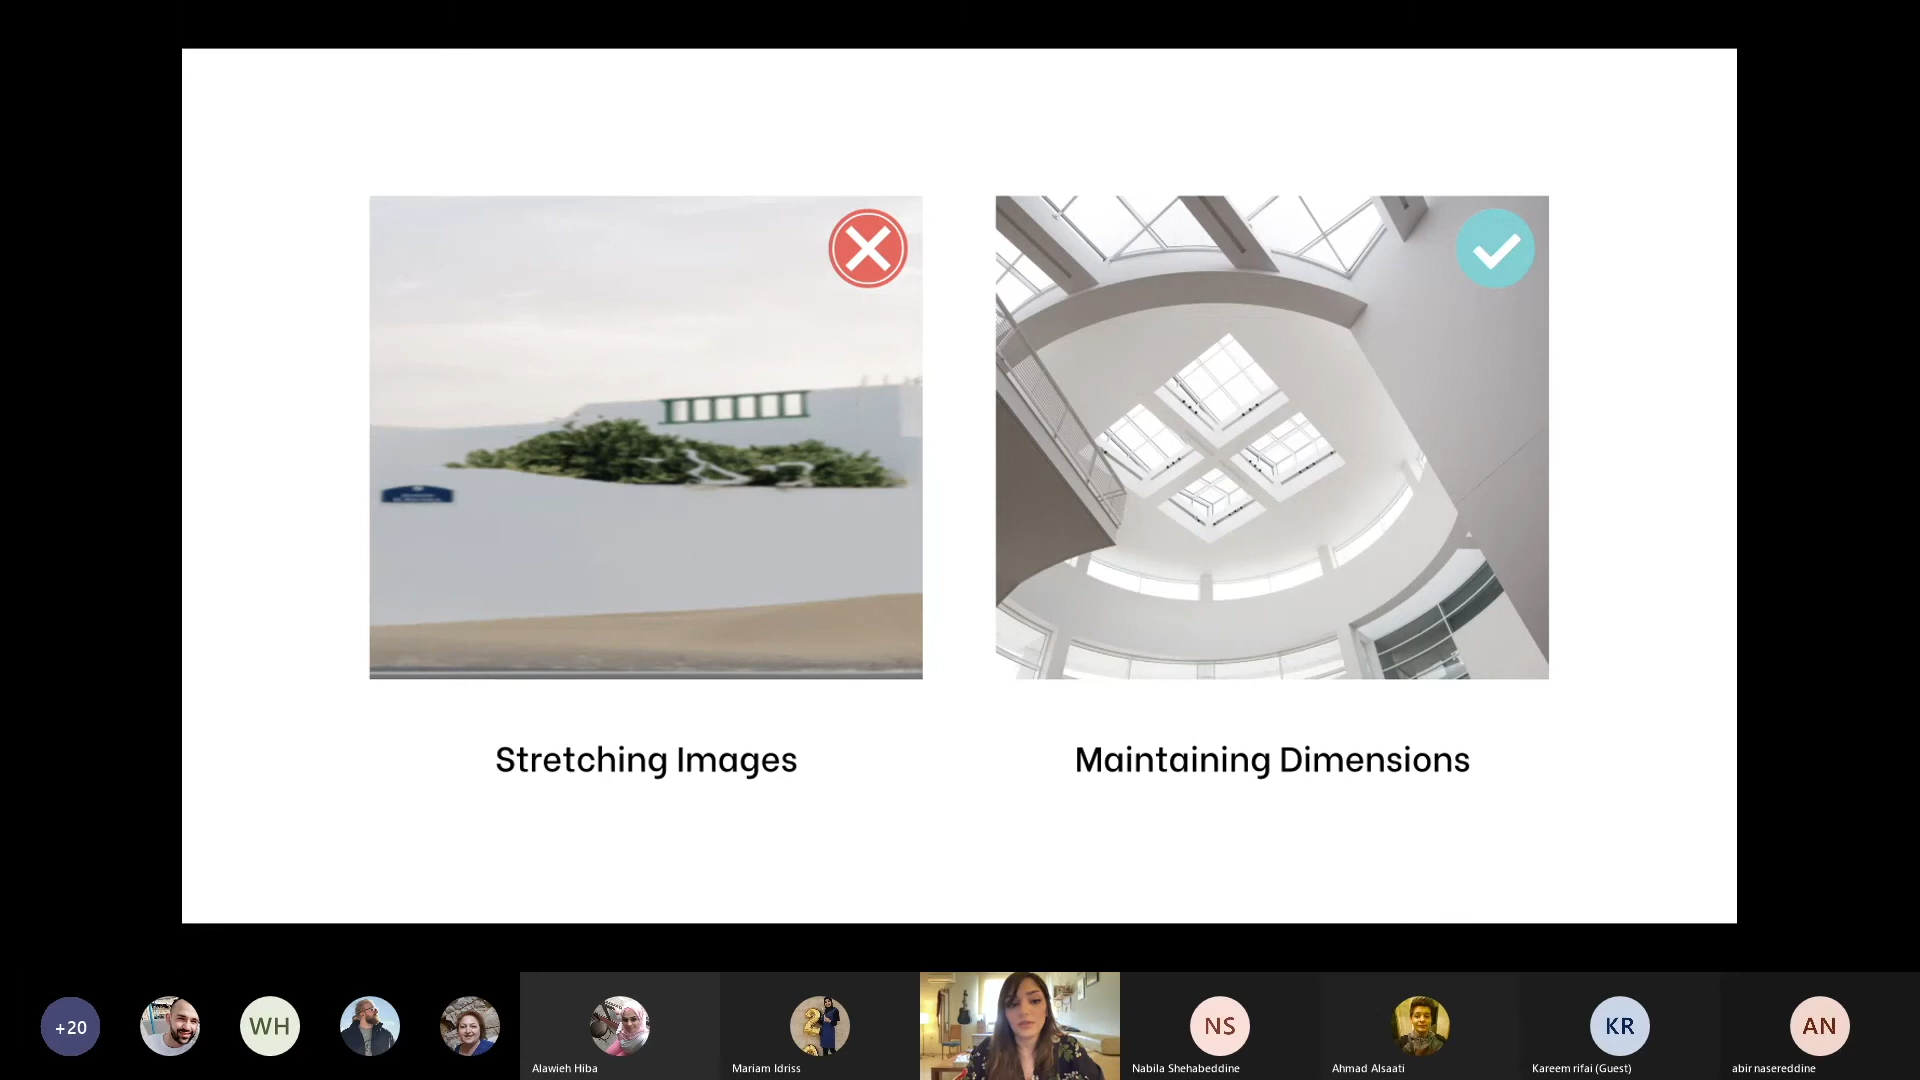 Stretching Images
Maintaining Dimensions
+20
WH
Alawieh Hiba
Mariam Idriss
NS
Nabila Shehabeddine
Ahmad Alsaati
KR
Kareem rifai (Guest)
AN
abir nasereddine